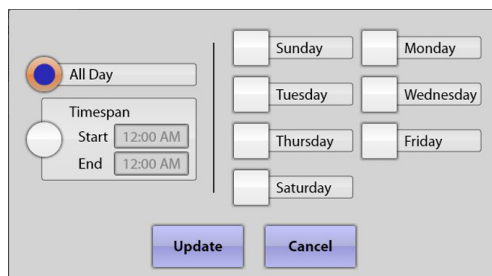 All Day
Timespan
Start 12:00 AM
End 12:00 AM
Sunday Monday
Tuesday Wednesday
Thursday Friday
Saturday
Update Cancel